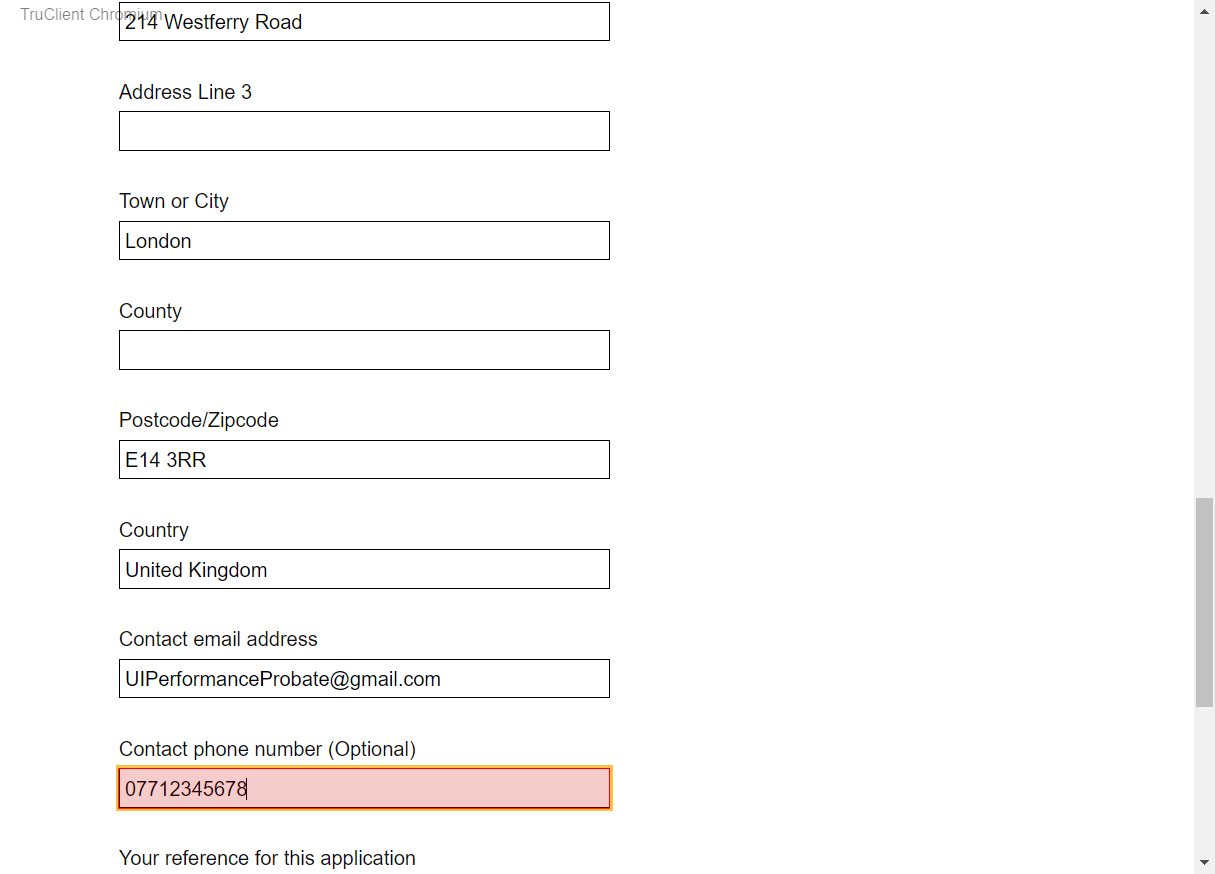 TruClient Chromium
214 Westferry Road
Address Line 3
Town or City
London
County
Postcode/Zipcode
E14 3RR
Country
United Kingdom
Contact email address
UIPerformanceProbate@gmail.com
Contact phone number (Optional)
07712345678
Your reference for this application